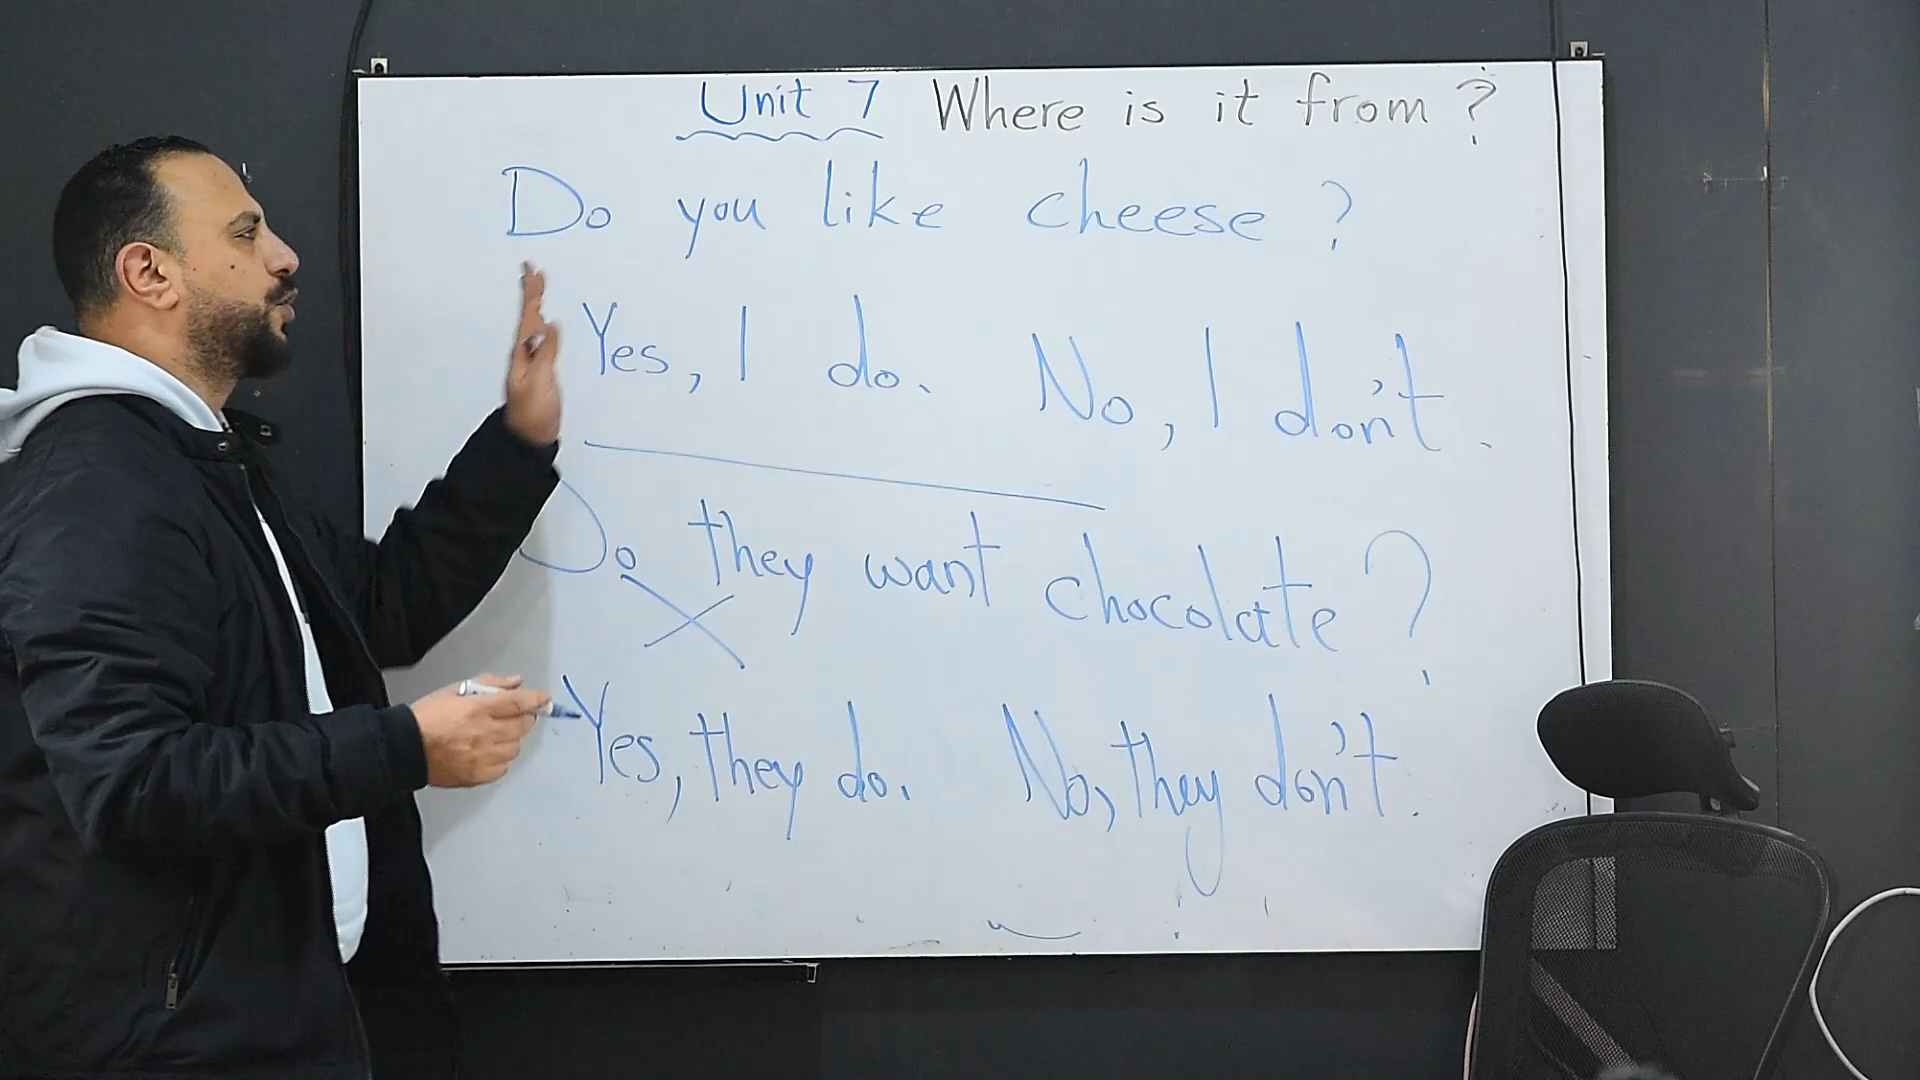 Unit 7 Where is it from ?
Do you like cheese ?
Yes, I do. No, I don't.
Do they want chocolate ?
Yes, they do. No, they don't.